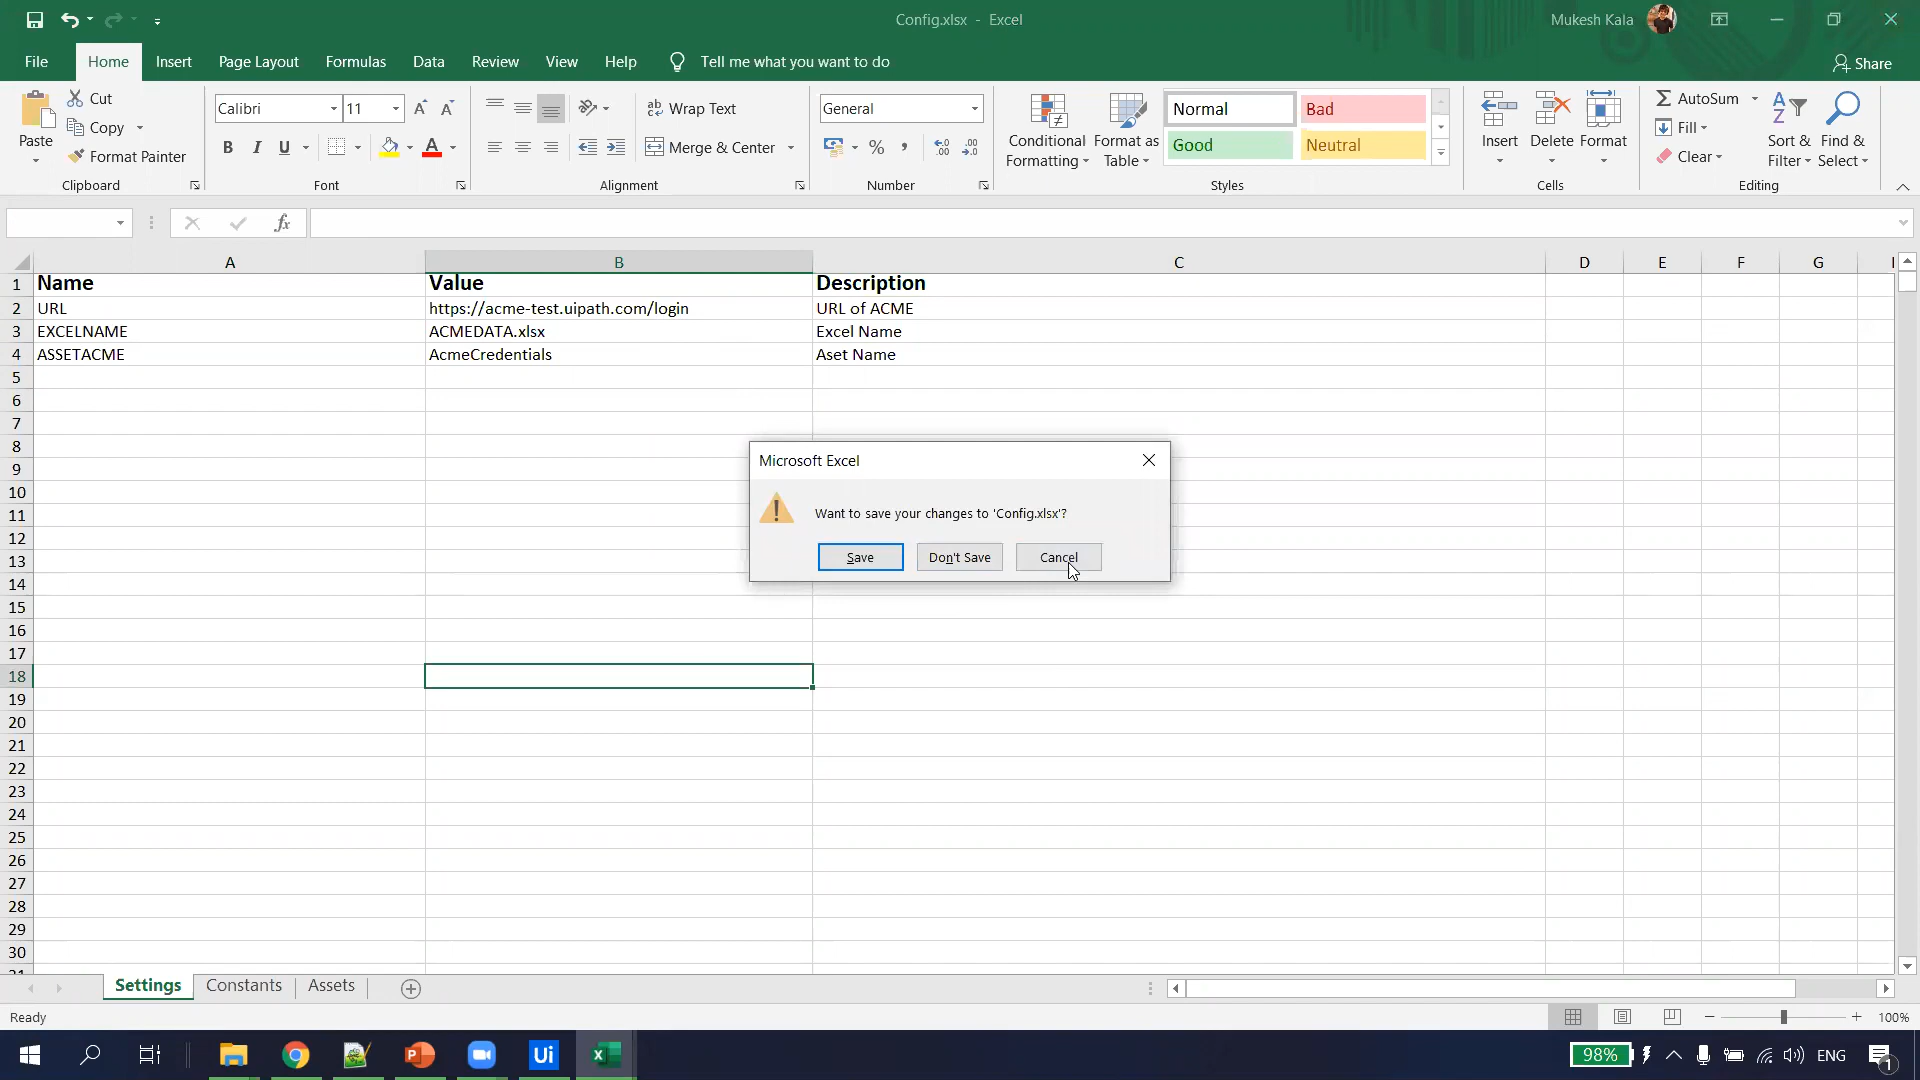 Config.xlsx - Excel
Mukesh Kala
File Home Insert Page Layout Formulas Data Review View Help Tell me what you want to do
Share
Paste
Cut
Copy
Format Painter
Clipboard
Calibri 11 A A
B I U A
Font
ab Wrap Text
Merge & Center
Alignment
General
% ,
Number
Conditional Formatting
Format as Table
Normal Bad
Good Neutral
Styles
Insert Delete Format
Cells
AutoSum
Fill
Clear
Sort & Filter
Find & Select
Editing
fx
A B C D E F G
1 Name Value Description
2 URL https://acme-test.uipath.com/login URL of ACME
3 EXCELNAME ACMEDATA.xlsx Excel Name
4 ASSETACME AcmeCredentials Aset Name
5
6
7
8
9
10
11
12
13
14
15
16
17
18
19
20
21
22
23
24
25
26
27
28
29
30
Microsoft Excel
Want to save your changes to 'Config.xlsx'?
Save Don't Save Cancel
Settings Constants Assets
Ready
100%
Ui
98%
ENG
1